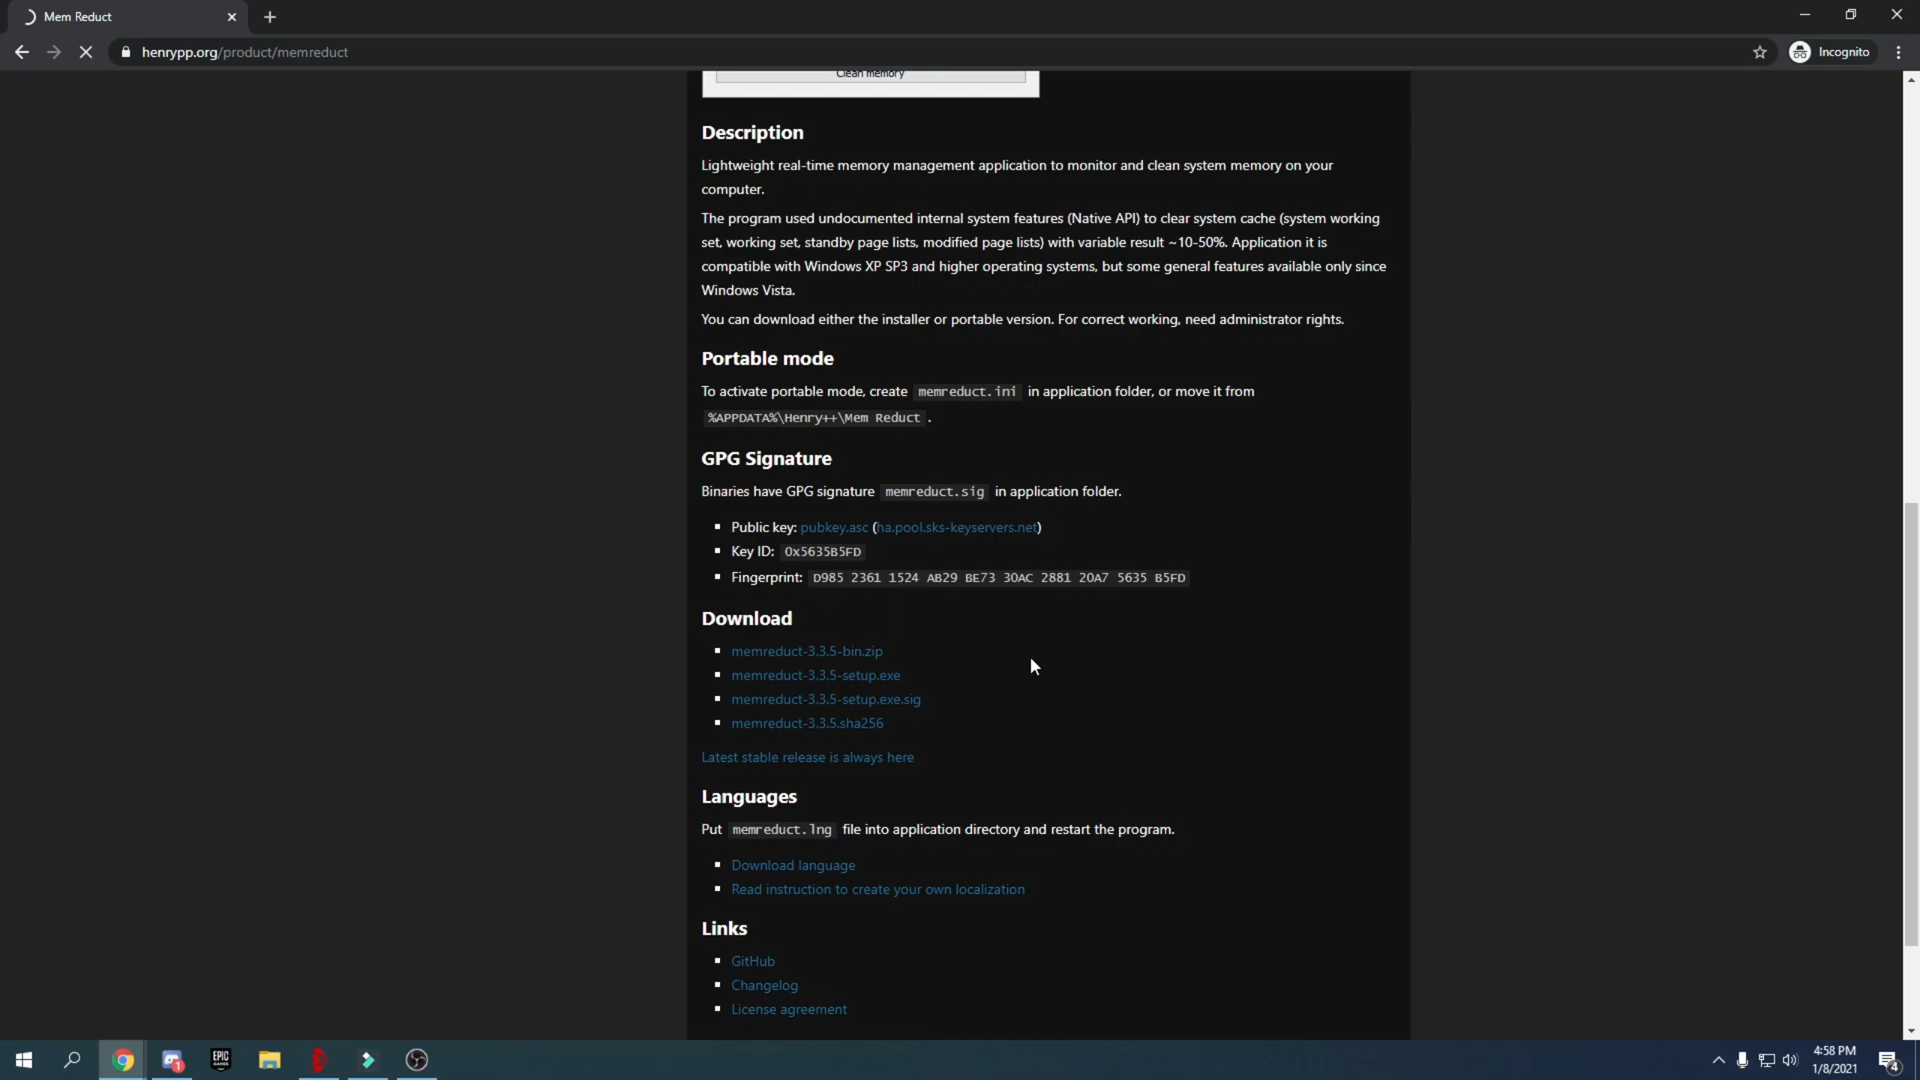 Mem Reduct
henrypp.org/product/memreduct
Incognito
Clean memory
Description
Lightweight real-time memory management application to monitor and clean system memory on your
computer.
The program used undocumented internal system features (Native API) to clear system cache (system working
set, working set, standby page lists, modified page lists) with variable result ~10-50%. Application it is
compatible with Windows XP SP3 and higher operating systems, but some general features available only since
Windows Vista.
You can download either the installer or portable version. For correct working, need administrator rights.
Portable mode
To activate portable mode, create memreduct.ini in application folder, or move it from
%APPDATA%\Henry++\Mem Reduct .
GPG Signature
Binaries have GPG signature memreduct.sig in application folder.
Public key: pubkey.asc (ha.pool.sks-keyservers.net)
Key ID: 0x5635B5FD
Fingerprint: D985 2361 1524 AB29 BE73 30AC 2881 20A7 5635 B5FD
Download
memreduct-3.3.5-bin.zip
memreduct-3.3.5-setup.exe
memreduct-3.3.5-setup.exe.sig
memreduct-3.3.5.sha256
Latest stable release is always here
Languages
Put memreduct.lng file into application directory and restart the program.
Download language
Read instruction to create your own localization
Links
GitHub
Changelog
License agreement
1
EPIC
GAMES
4:58 PM
1/8/2021
4